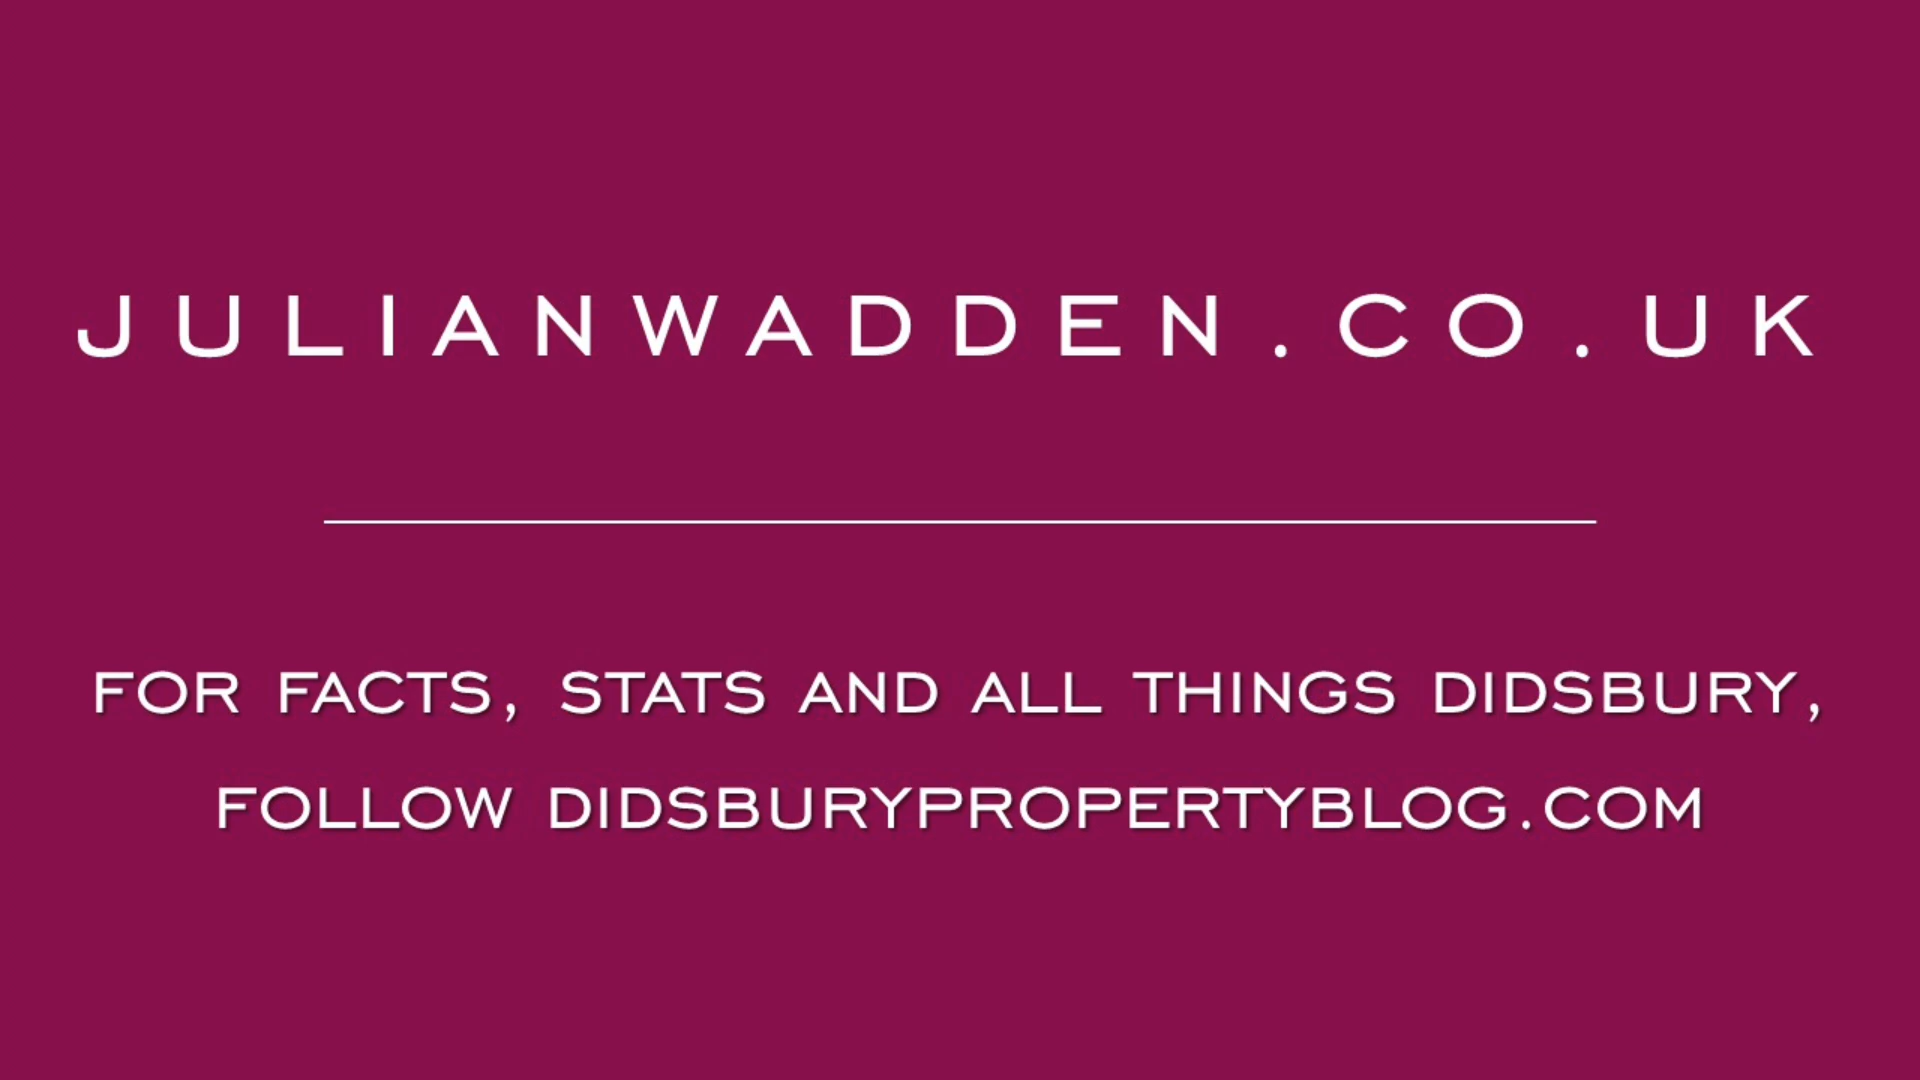 JULIANWADDEN.CO.UK
FOR FACTS, STATS AND ALL THINGS DIDSBURY,
FOLLOW DIDSBURYPROPERTYBLOG.COM